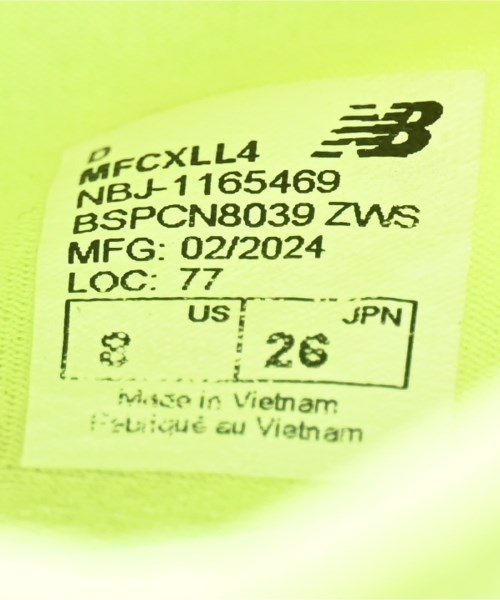 D
MFCXLL4
NBJ-1165469
BSPCN8039 ZWS
MFG: 02/2024
LOC: 77
US JPN
8 26
Made in Vietnam
Fabriqué au Vietnam